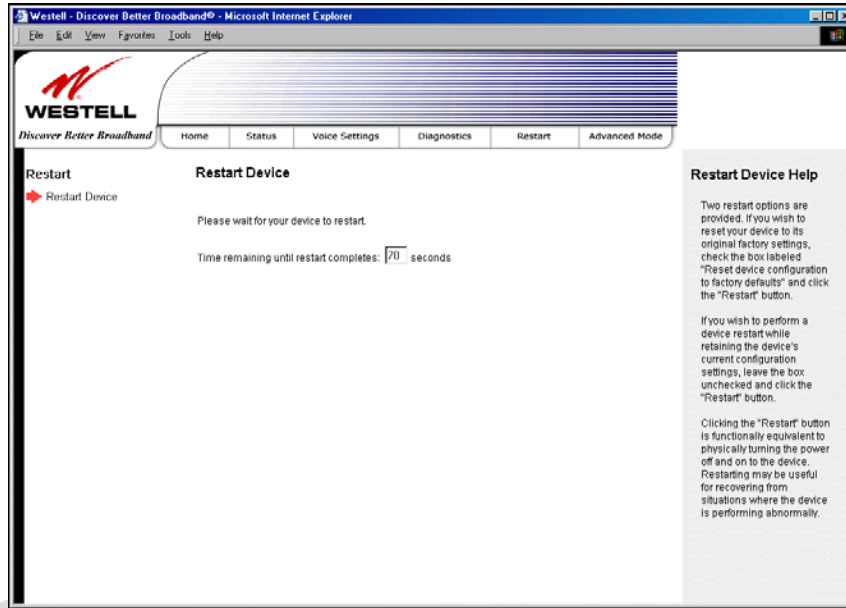 Westell - Discover Better Broadband® - Microsoft Internet Explorer
File Edit View Favorites Tools Help
WESTELL
Discover Better Broadband
Home Status Voice Settings Diagnostics Restart Advanced Mode
Restart
Restart Device
Restart Device
Please wait for your device to restart.
Time remaining until restart completes: 70 seconds
Restart Device Help
Two restart options are
provided. If you wish to
reset your device to its
original factory settings,
check the box labeled
"Reset device configuration
to factory defaults" and click
the "Restart" button.
If you wish to perform a
device restart while
retaining the device's
current configuration
settings, leave the box
unchecked and click the
"Restart" button.
Clicking the "Restart" button
is functionally equivalent to
physically turning the power
off and on to the device.
Restarting may be useful
for recovering from
situations where the device
is performing abnormally.